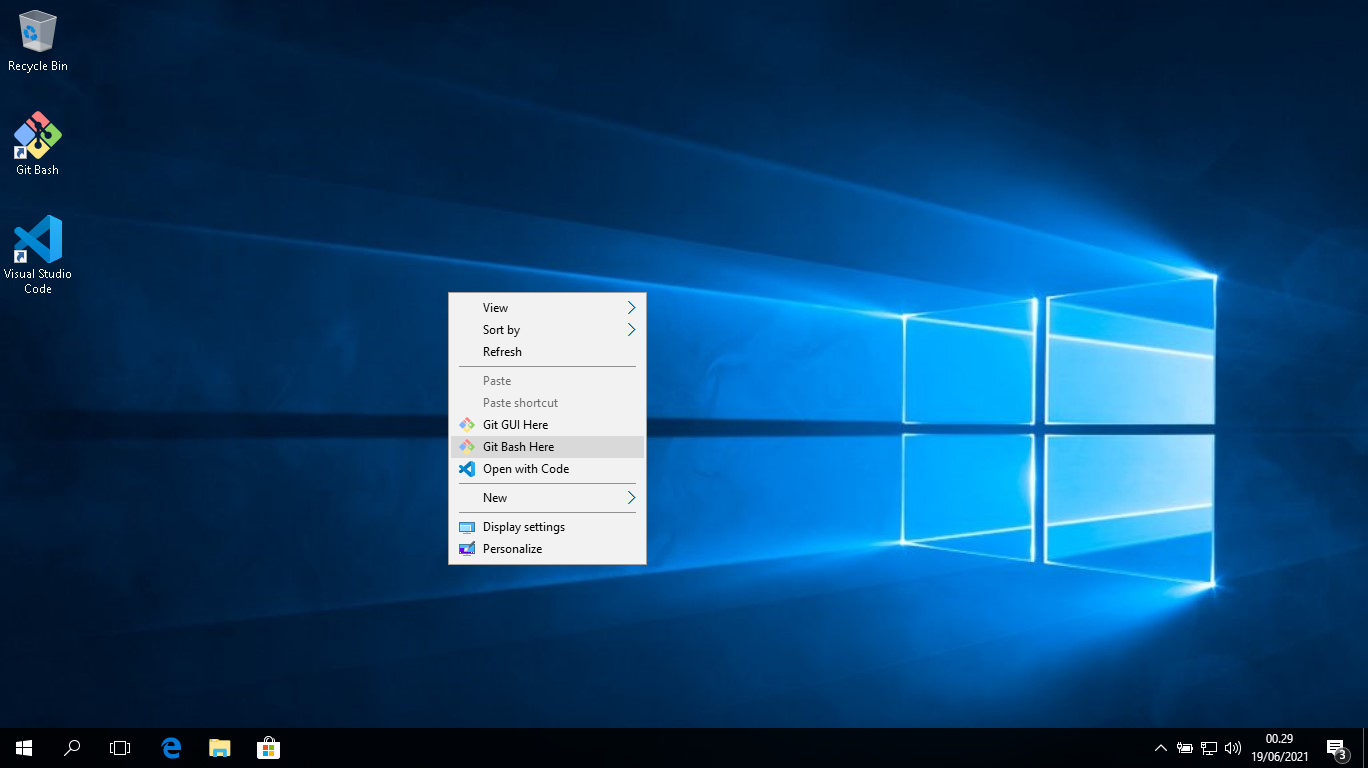 Recycle Bin
Git Bash
Visual Studio
Code
View
Sort by
Refresh
Paste
Paste shortcut
Git GUI Here
Git Bash Here
Open with Code
New
Display settings
Personalize
00.29
19/06/2021
3